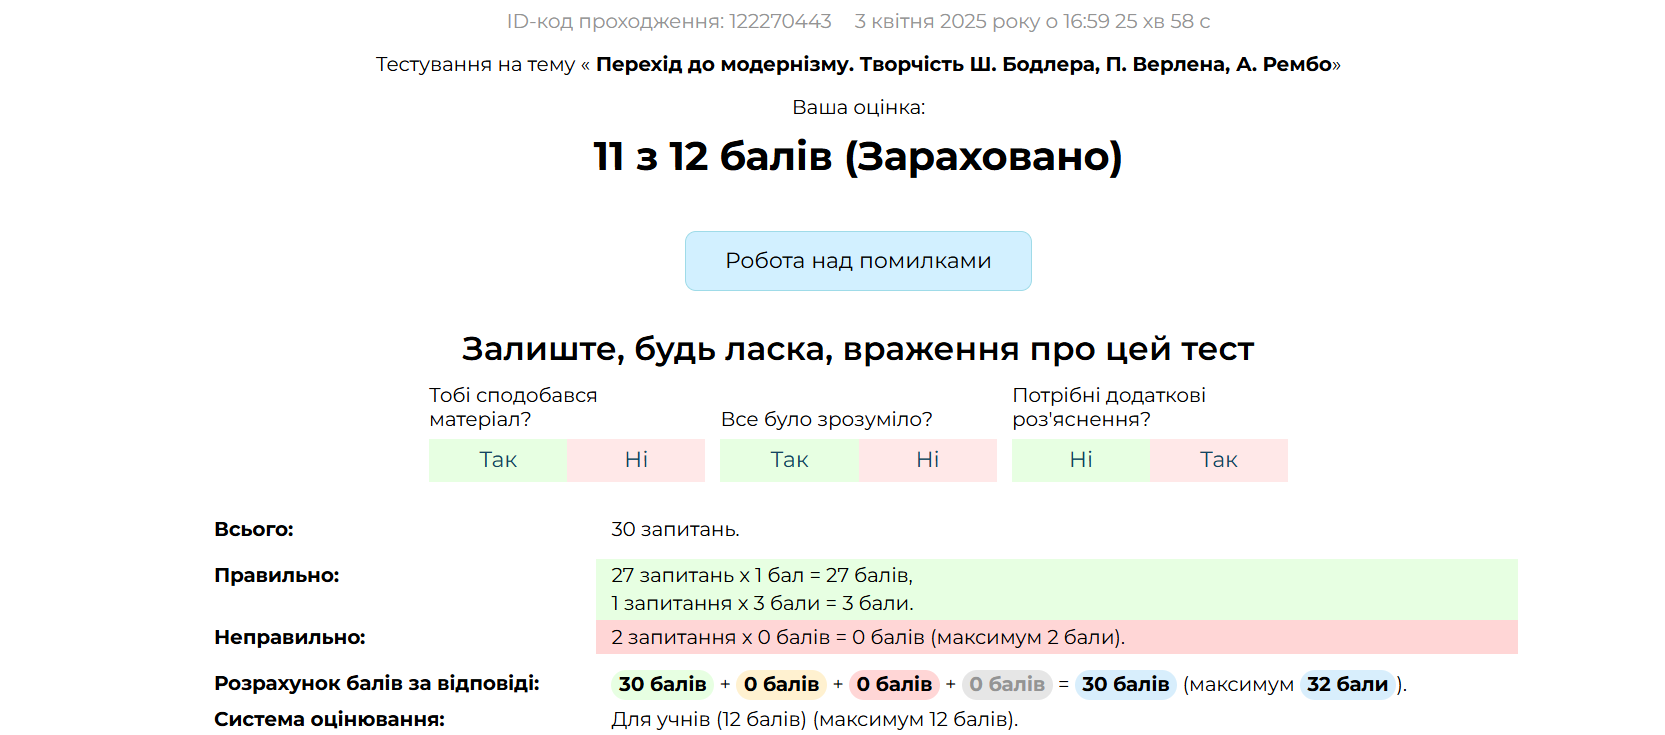 ID-код проходження: 122270443 3 квітня 2025 року о 16:59 25 хв 58 с
Тестування на тему « Перехід до модернізму. Творчість Ш. Бодлера, П. Верлена, А. Рембо»
Ваша оцінка:
11 з 12 балів (Зараховано)
Робота над помилками
Залиште, будь ласка, враження про цей тест
Тобі сподобався
матеріал?
Так Ні
Все було зрозуміло?
Так Ні
Потрібні додаткові
роз'яснення?
Ні Так
Всього: 30 запитань.
Правильно: 27 запитань x 1 бал = 27 балів,
1 запитання x 3 бали = 3 бали.
Неправильно: 2 запитання x 0 балів = 0 балів (максимум 2 бали).
Розрахунок балів за відповіді: 30 балів + 0 балів + 0 балів + 0 балів = 30 балів (максимум 32 бали ).
Система оцінювання: Для учнів (12 балів) (максимум 12 балів).